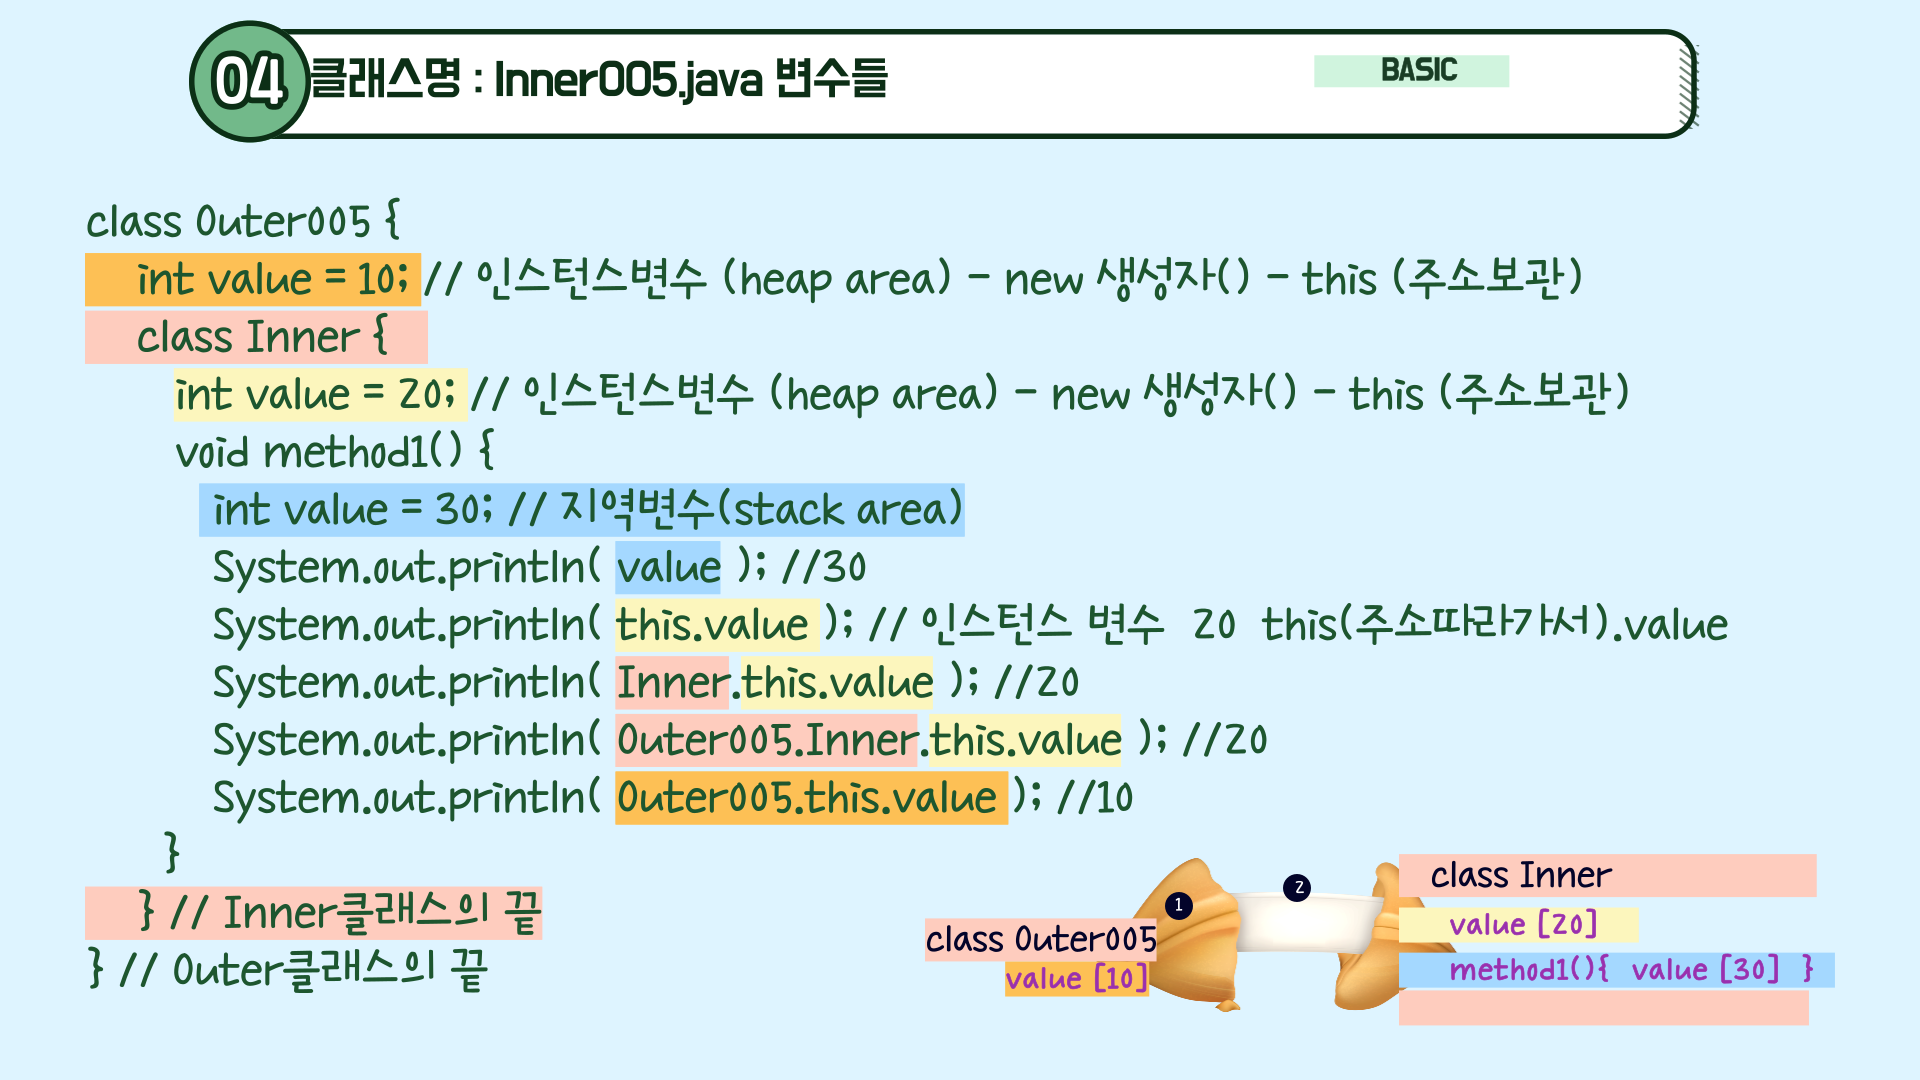 04 클래스명 : Inner005.java 변수들
BASIC
class Outer005 {
int value = 10; // 인스턴스변수 (heap area) - new 생성자() - this (주소보관)
class Inner {
int value = 20; // 인스턴스변수 (heap area) - new 생성자() - this (주소보관)
void method1() {
int value = 30; // 지역변수(stack area)
System.out.println( value ); //30
System.out.println( this.value ); // 인스턴스 변수 20 this(주소따라가서).value
System.out.println( Inner.this.value ); //20
System.out.println( Outer005.Inner.this.value ); //20
System.out.println( Outer005.this.value ); //10
}
} // Inner클래스의 끝
} // Outer클래스의 끝
1
2
class Outer005
value [10]
class Inner
value [20]
method1(){ value [30] }